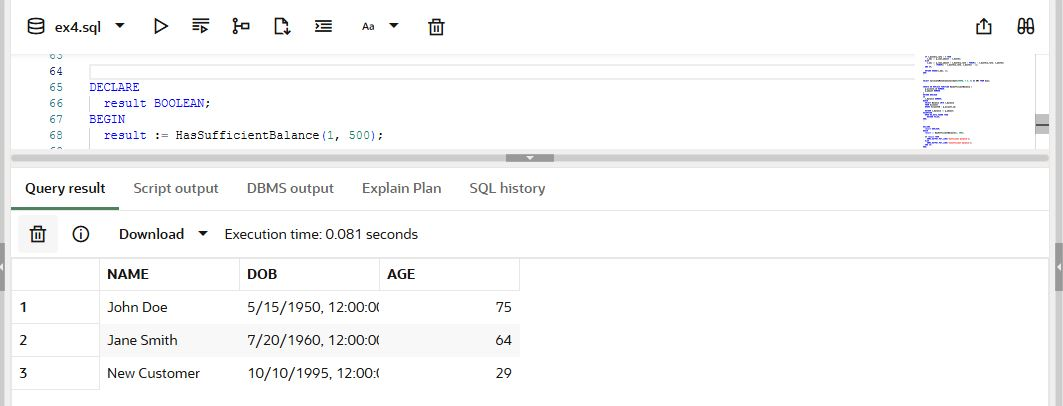 ex4.sql Aa
63
64
65 DECLARE
66 result BOOLEAN;
67 BEGIN
68 result := HasSufficientBalance(1, 500);
Query result Script output DBMS output Explain Plan SQL history
Download Execution time: 0.081 seconds
NAME DOB AGE
1 John Doe 5/15/1950, 12:00:00 75
2 Jane Smith 7/20/1960, 12:00:00 64
3 New Customer 10/10/1995, 12:00:0 29